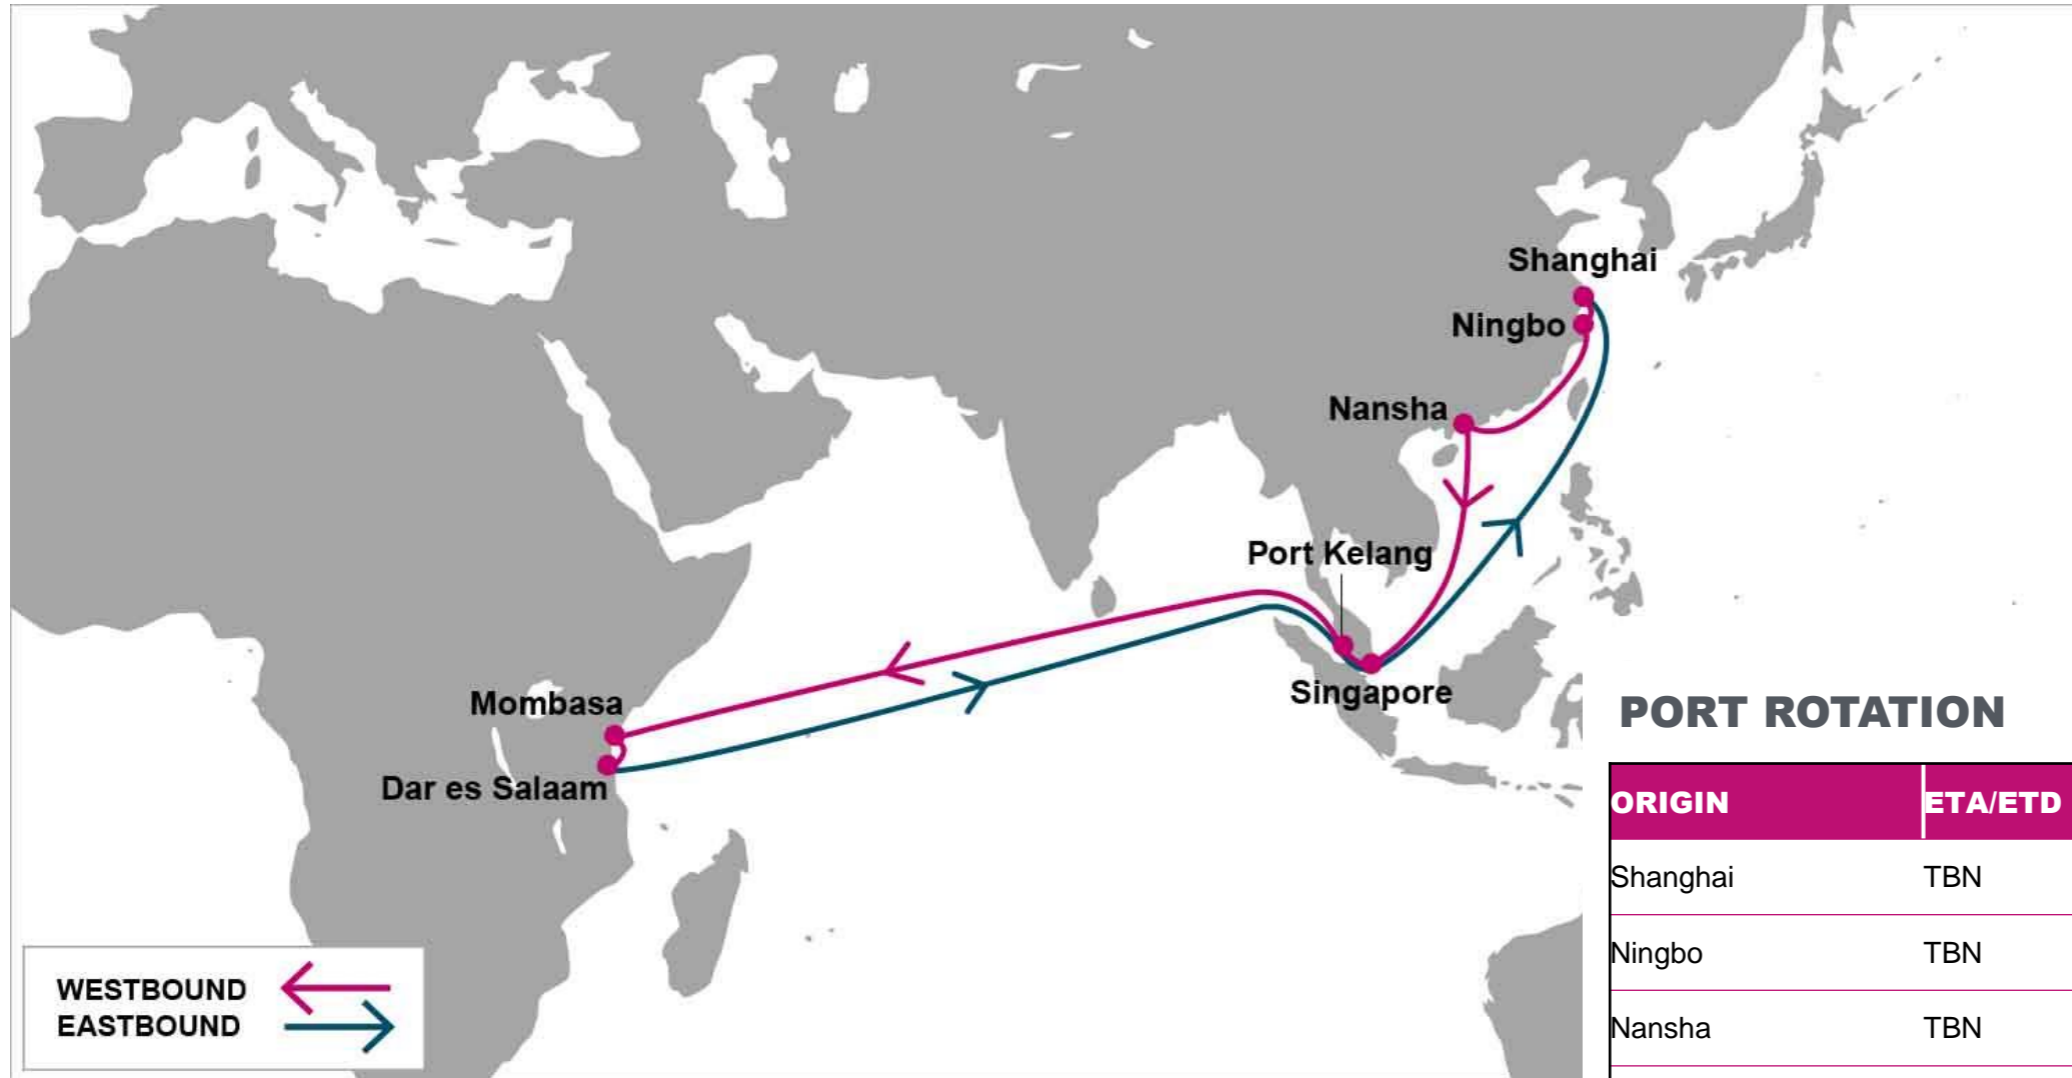 Shanghai
Ningbo
Nansha
Port Kelang
Singapore
Mombasa
Dar es Salaam
WESTBOUND
EASTBOUND
PORT ROTATION
ORIGIN ETA/ETD
Shanghai TBN
Ningbo TBN
Nansha TBN